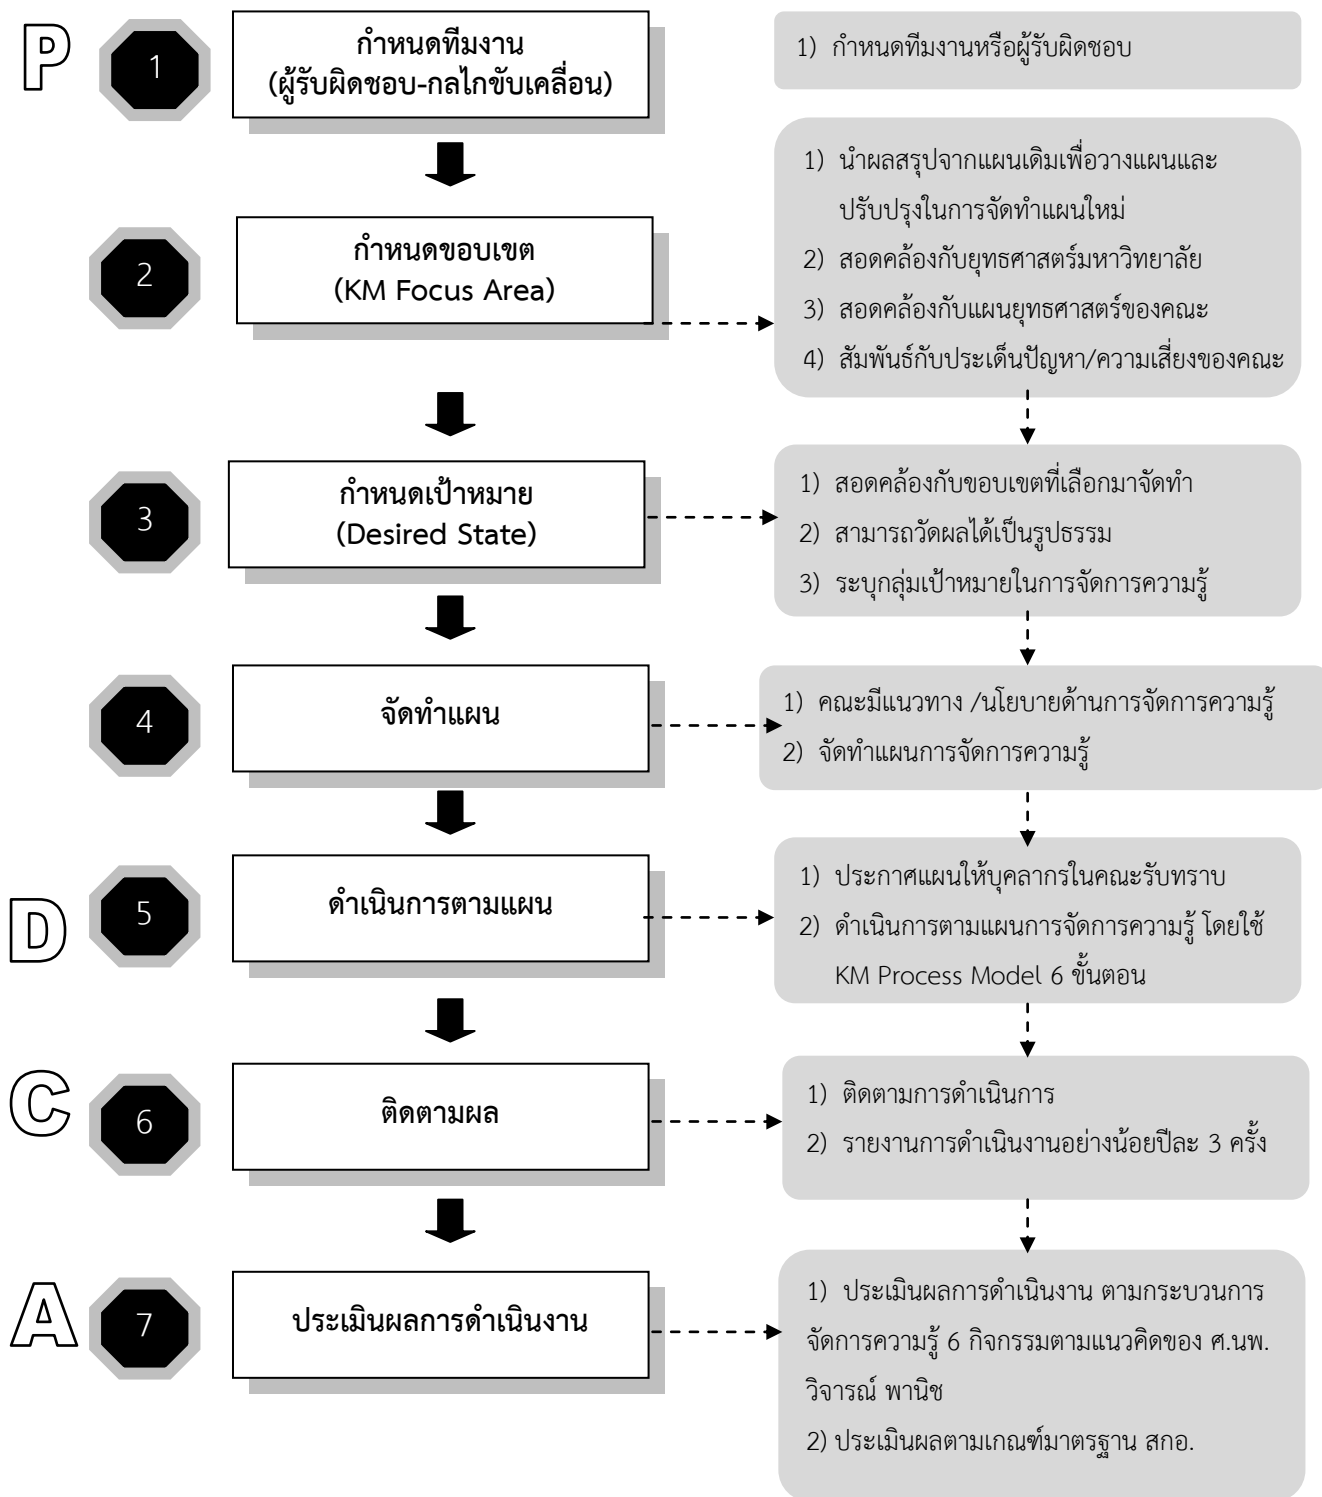 P
1
กำหนดทีมงาน
(ผู้รับผิดชอบ-กลไกขับเคลื่อน)
1) กำหนดทีมงานหรือผู้รับผิดชอบ
2
กำหนดขอบเขต
(KM Focus Area)
1) นำผลสรุปจากแผนเดิมเพื่อวางแผนและ
ปรับปรุงในการจัดทำแผนใหม่
2) สอดคล้องกับยุทธศาสตร์มหาวิทยาลัย
3) สอดคล้องกับแผนยุทธศาสตร์ของคณะ
4) สัมพันธ์กับประเด็นปัญหา/ความเสี่ยงของคณะ
3
กำหนดเป้าหมาย
(Desired State)
1) สอดคล้องกับขอบเขตที่เลือกมาจัดทำ
2) สามารถวัดผลได้เป็นรูปธรรม
3) ระบุกลุ่มเป้าหมายในการจัดการความรู้
4
จัดทำแผน
1) คณะมีแนวทาง /นโยบายด้านการจัดการความรู้
2) จัดทำแผนการจัดการความรู้
D
5
ดำเนินการตามแผน
1) ประกาศแผนให้บุคลากรในคณะรับทราบ
2) ดำเนินการตามแผนการจัดการความรู้ โดยใช้
KM Process Model 6 ขั้นตอน
C
6
ติดตามผล
1) ติดตามการดำเนินการ
2) รายงานการดำเนินงานอย่างน้อยปีละ 3 ครั้ง
A
7
ประเมินผลการดำเนินงาน
1) ประเมินผลการดำเนินงาน ตามกระบวนการ
จัดการความรู้ 6 กิจกรรมตามแนวคิดของ ศ.นพ.
วิจารณ์ พานิช
2) ประเมินผลตามเกณฑ์มาตรฐาน สกอ.